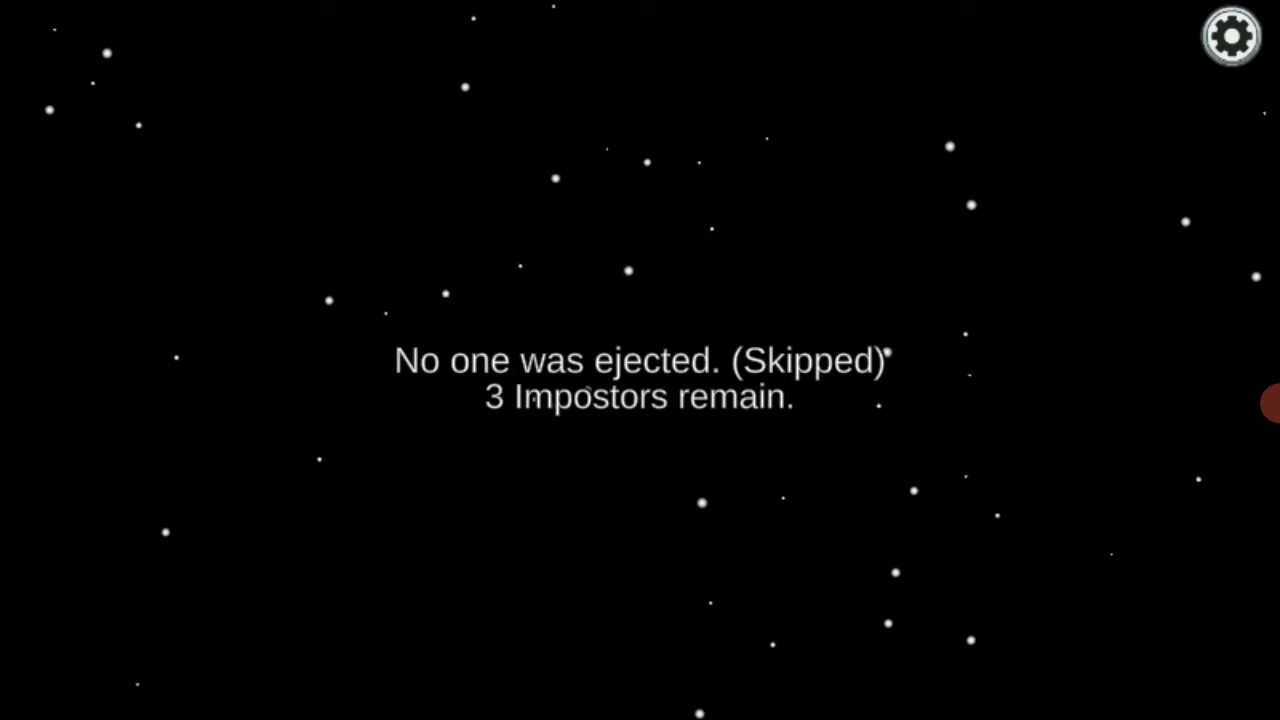 No one was ejected. (Skipped)
3 Impostors remain.